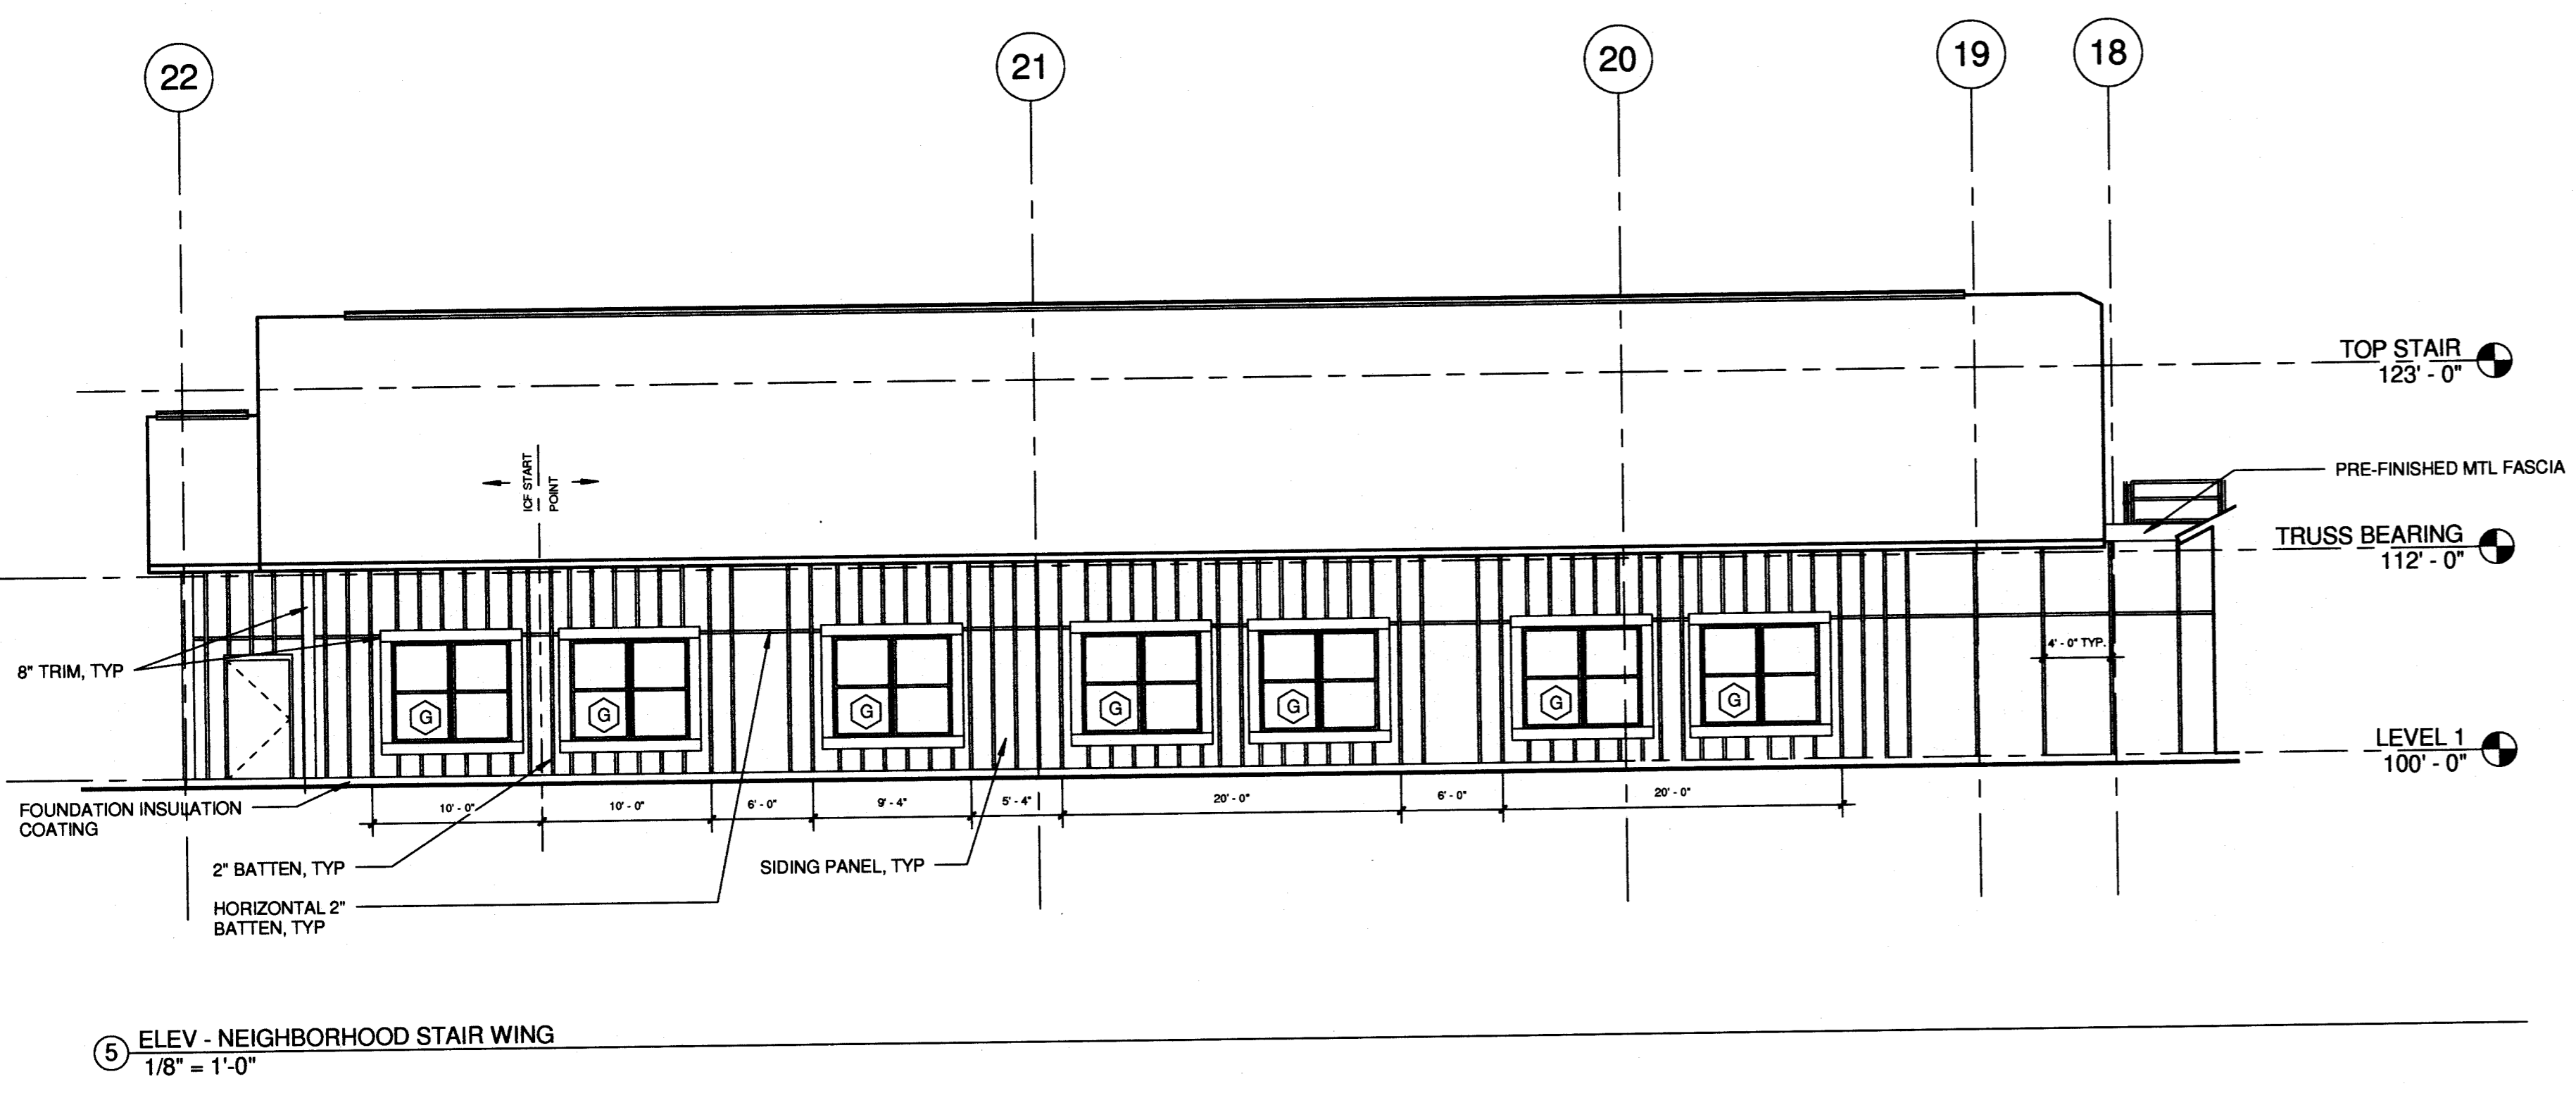 22
21
20
19
18
TOP STAIR
123' - 0"
ICF START
POINT
PRE-FINISHED MTL FASCIA
TRUSS BEARING
112' - 0"
8" TRIM, TYP
4' - 0" TYP.
G
G
G
G
G
G
G
LEVEL 1
100' - 0"
FOUNDATION INSULATION
COATING
10' - 0"
10' - 0"
6' - 0"
9' - 4"
5' - 4"
20' - 0"
6' - 0"
20' - 0"
2" BATTEN, TYP
SIDING PANEL, TYP
HORIZONTAL 2"
BATTEN, TYP
5
ELEV - NEIGHBORHOOD STAIR WING
1/8" = 1'-0"